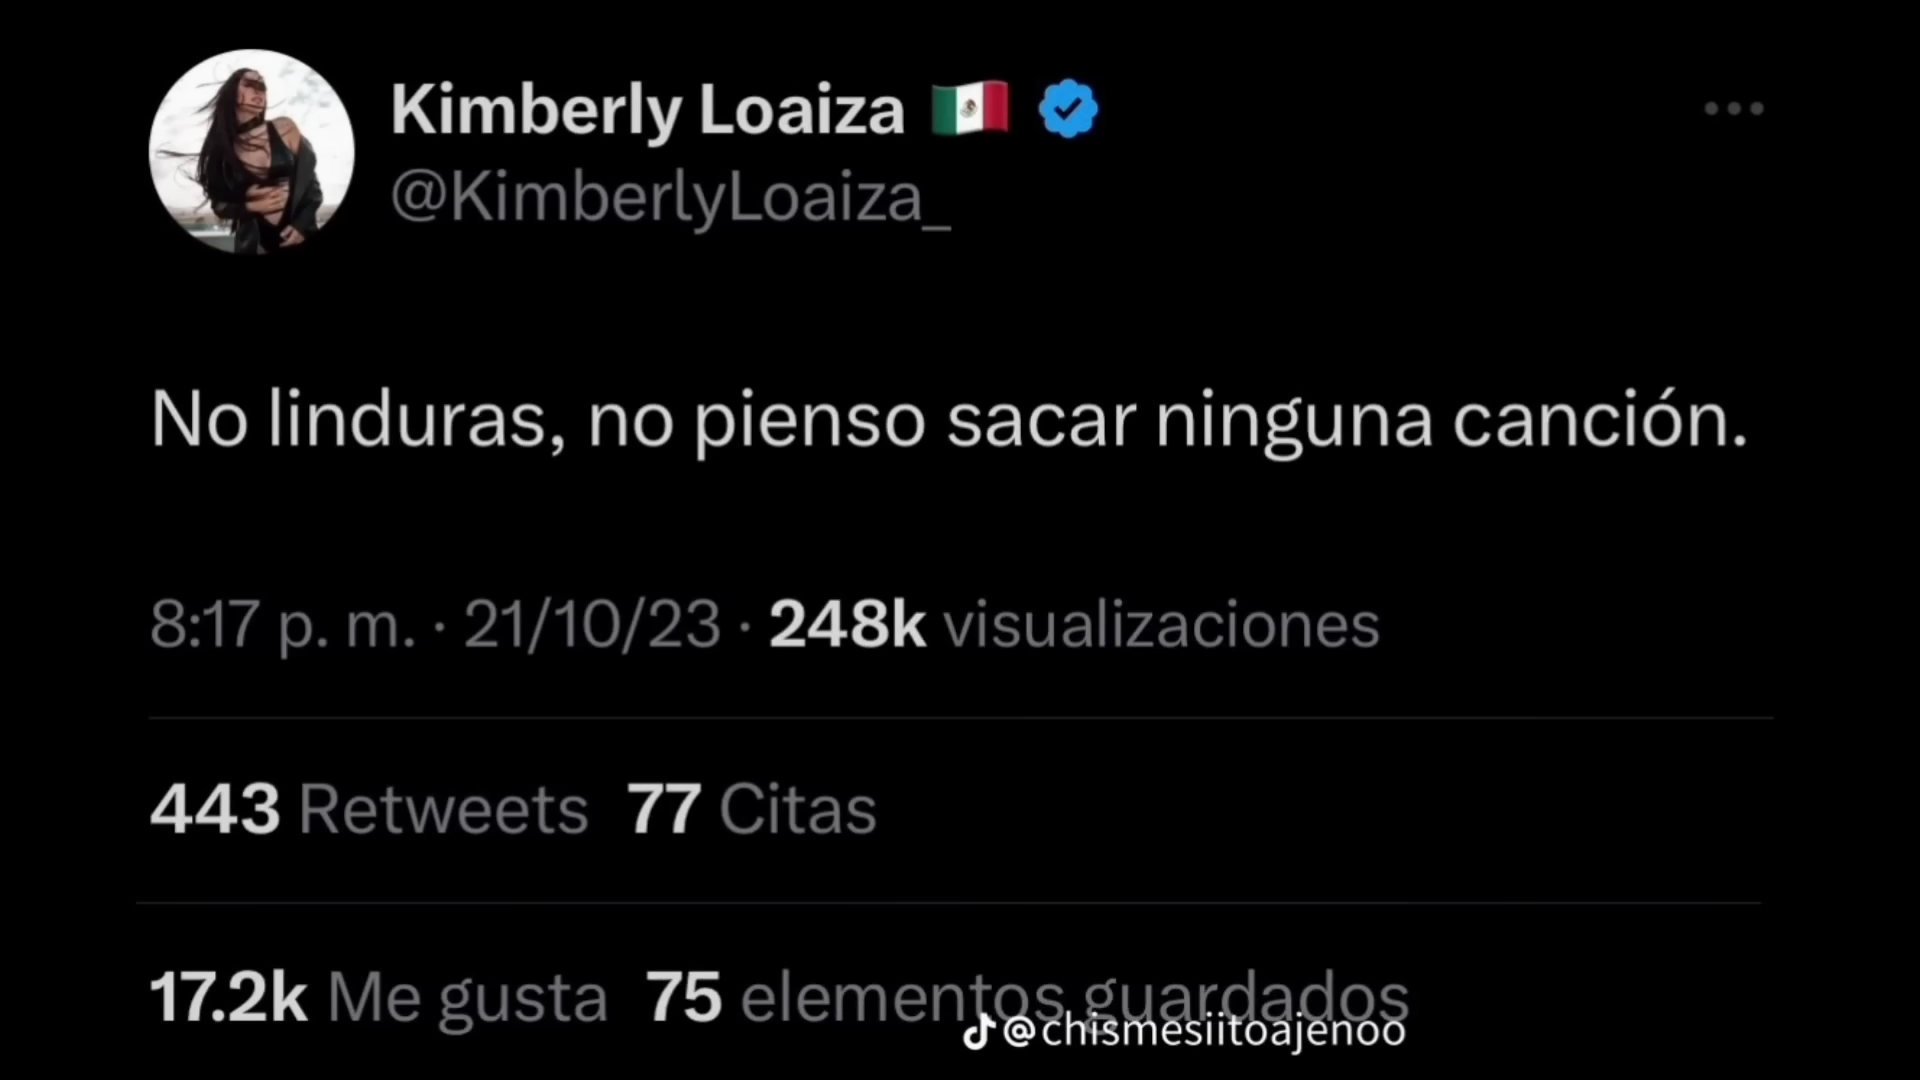 Kimberly Loaiza 🇲🇽
@KimberlyLoaiza_
No linduras, no pienso sacar ninguna canción.
8:17 p. m. · 21/10/23 · 248k visualizaciones
443 Retweets 77 Citas
17.2k Me gusta 75 elementos guardados
@chismesiitoajenoo